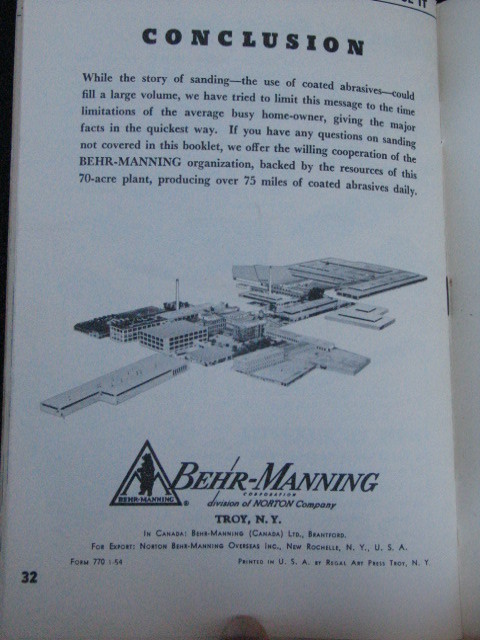 IT
CONCLUSION
While the story of sanding—the use of coated abrasives—could
fill a large volume, we have tried to limit this message to the time
limitations of the average busy home-owner, giving the major
facts in the quickest way. If you have any questions on sanding
not covered in this booklet, we offer the willing cooperation of the
BEHR-MANNING organization, backed by the resources of this
70-acre plant, producing over 75 miles of coated abrasives daily.
BEHR-MANNING ®
BEHR-MANNING
CORPORATION
division of NORTON Company
TROY, N. Y.
IN CANADA: BEHR-MANNING (CANADA) LTD., BRANTFORD.
FOR EXPORT: NORTON BEHR-MANNING OVERSEAS INC., NEW ROCHELLE, N. Y., U. S. A.
FORM 770 1-54 PRINTED IN U. S. A. BY REGAL ART PRESS TROY, N. Y.
32